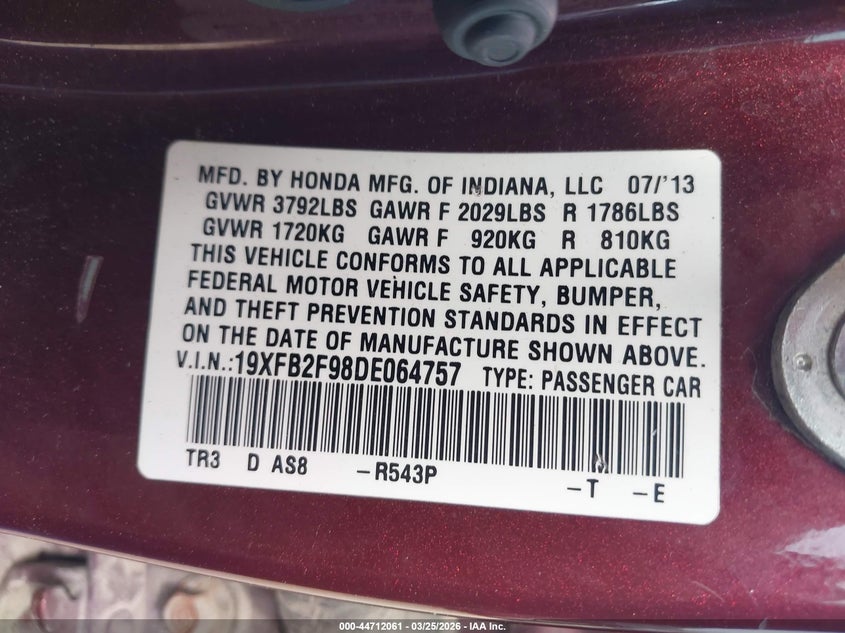 MFD. BY HONDA MFG. OF INDIANA, LLC 07/'13
GVWR 3792LBS GAWR F 2029LBS R 1786LBS
GVWR 1720KG GAWR F 920KG R 810KG
THIS VEHICLE CONFORMS TO ALL APPLICABLE
FEDERAL MOTOR VEHICLE SAFETY, BUMPER,
AND THEFT PREVENTION STANDARDS IN EFFECT
ON THE DATE OF MANUFACTURE SHOWN ABOVE.
V.I.N.:19XFB2F98DE064757 TYPE: PASSENGER CAR
TR3 D AS8 -R543P -T -E
000-44712061 | 03/25/2026 - IAA Inc.